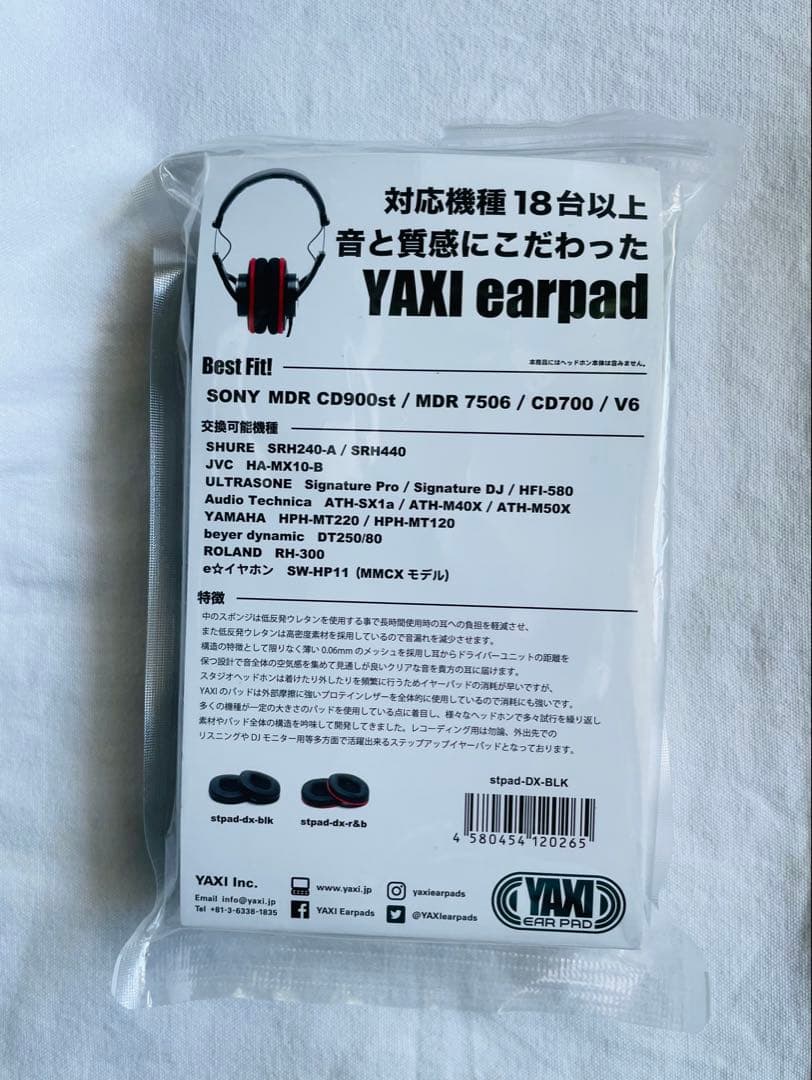 対応機種18台以上
音と質感にこだわった
YAXI earpad
Best Fit!
本商品にはヘッドホン本体は含みません。
SONY MDR CD900st / MDR 7506 / CD700 / V6
交換可能機種
SHURE SRH240-A / SRH440
JVC HA-MX10-B
ULTRASONE Signature Pro / Signature DJ / HFI-580
Audio Technica ATH-SX1a / ATH-M40X / ATH-M50X
YAMAHA HPH-MT220 / HPH-MT120
beyer dynamic DT250/80
ROLAND RH-300
e☆イヤホン SW-HP11（MMCXモデル）
特徴
中のスポンジは低反発ウレタンを使用する事で長時間使用時の耳への負担を軽減させ、
また低反発ウレタンは高密度素材を採用しているので音漏れを減少させます。
構造の特徴として限りなく薄い0.06mmのメッシュを採用し耳からドライバーユニットの距離を
保つ設計で音全体の空気感を集めて見通しが良いクリアな音を貴方の耳に届けます。
スタジオヘッドホンは着けたり外したりを頻繁に行うためイヤーパッドの消耗が早いですが、
YAXIのパッドは外部摩擦に強いプロテインレザーを全体的に使用しているので消耗にも強いです。
多くの機種が一定の大きさのパッドを使用している点に着目し、様々なヘッドホンで多々試行を繰り返し
素材やパッド全体の構造を吟味して開発してきました。レコーディング用は勿論、外出先での
リスニングやDJモニター用等多方面で活躍出来るステップアップイヤーパッドとなっております。
stpad-dx-blk
stpad-dx-r&b
stpad-DX-BLK
4 580454 120265
YAXI Inc.
Email info@yaxi.jp
Tel +81-3-6338-1835
www.yaxi.jp
YAXI Earpads
yaxiearpads
@YAXIearpads
YAXI
EAR PAD